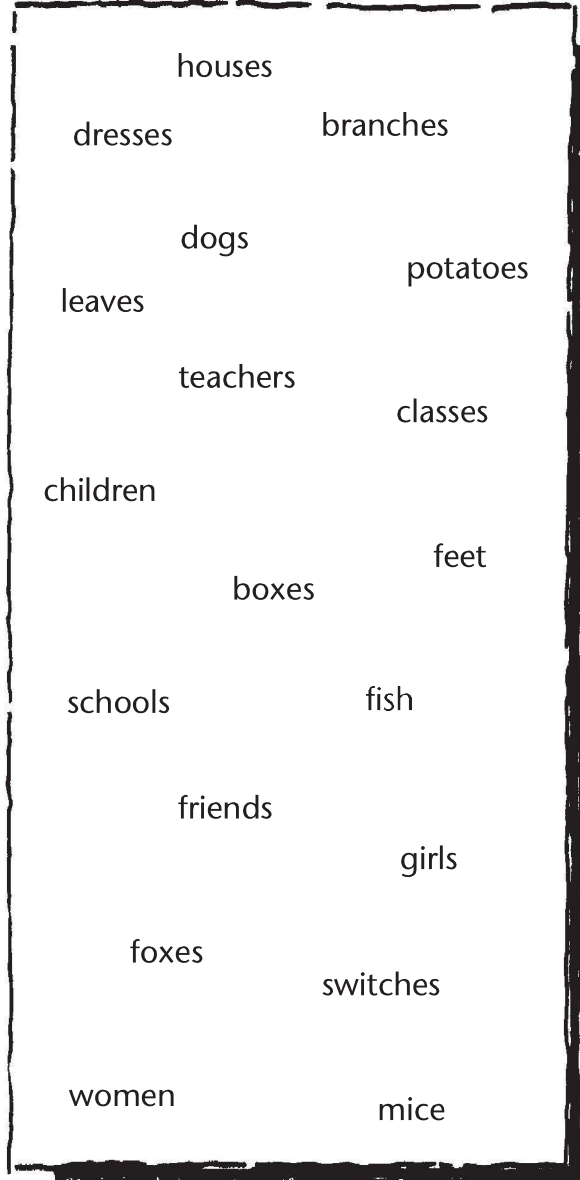 houses
branches
dresses
dogs
potatoes
leaves
teachers
classes
children
feet
boxes
schools
fish
friends
girls
foxes
switches
women
mice